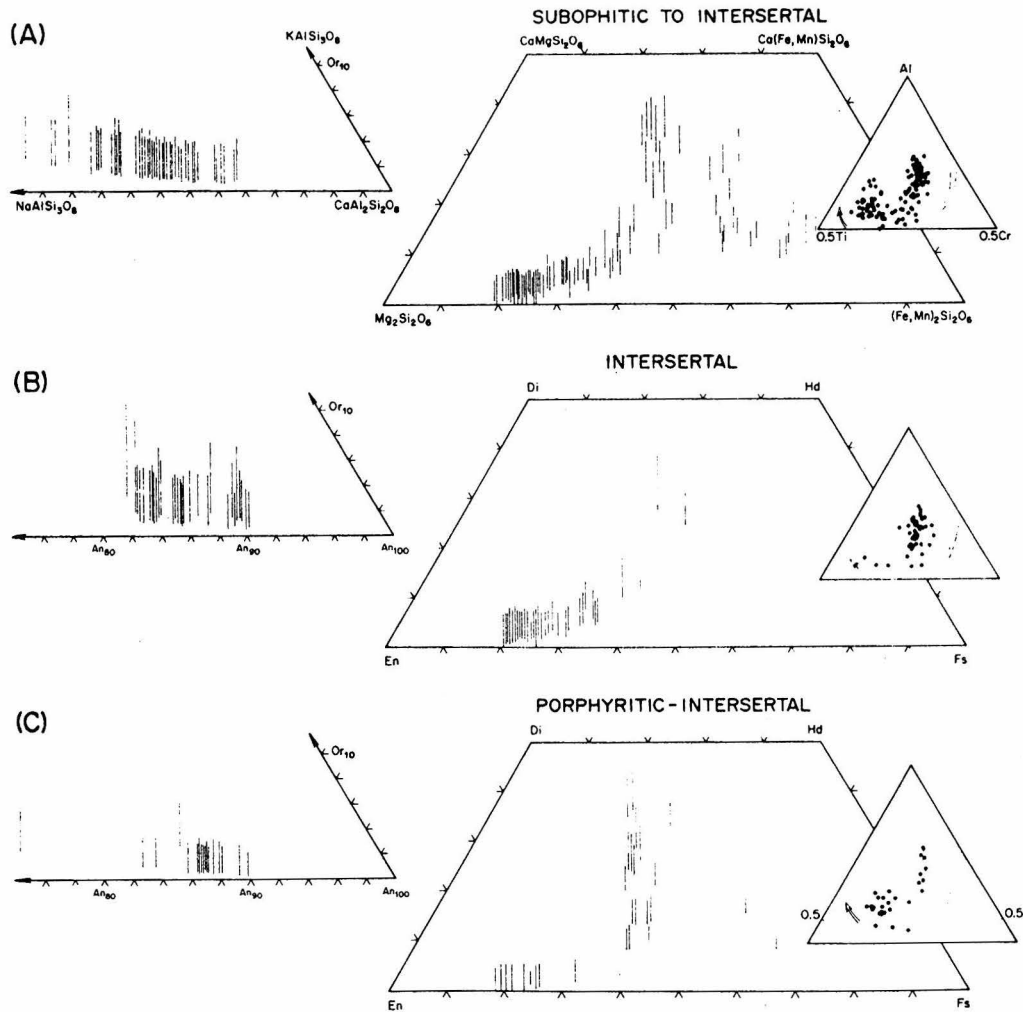 (A)
SUBOPHITIC TO INTERSERTAL
KAlSi₃O₈
Or₁₀
NaAlSi₃O₈
CaAl₂Si₂O₈
CaMgSi₂O₆
Ca(Fe,Mn)Si₂O₆
Mg₂Si₂O₆
(Fe,Mn)₂Si₂O₆
Al
0.5Ti
0.5Cr
(B)
INTERSERTAL
Or₁₀
An₈₀
An₉₀
An₁₀₀
Di
Hd
En
Fs
(C)
PORPHYRITIC-INTERSERTAL
Or₁₀
An₈₀
An₉₀
An₁₀₀
Di
Hd
En
Fs
0.5
0.5